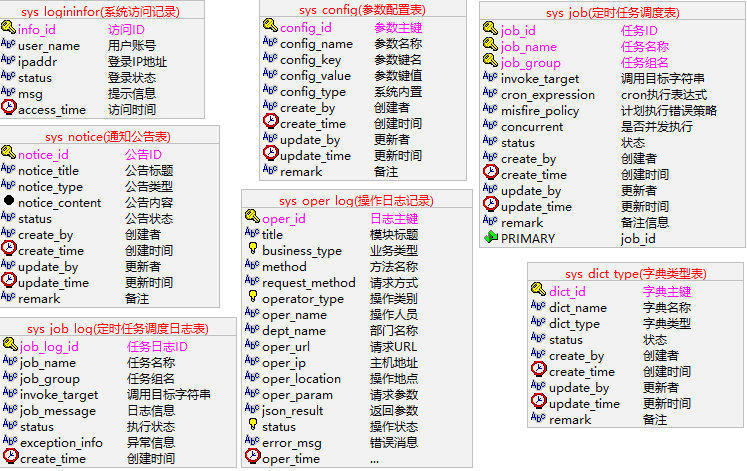 sys_logininfor(系统访问记录)
info_id 访问ID
user_name 用户账号
ipaddr 登录IP地址
status 登录状态
msg 提示信息
access_time 访问时间
sys_config(参数配置表)
config_id 参数主键
config_name 参数名称
config_key 参数键名
config_value 参数键值
config_type 系统内置
create_by 创建者
create_time 创建时间
update_by 更新者
update_time 更新时间
remark 备注
sys_job(定时任务调度表)
job_id 任务ID
job_name 任务名称
job_group 任务组名
invoke_target 调用目标字符串
cron_expression cron执行表达式
misfire_policy 计划执行错误策略
concurrent 是否并发执行
status 状态
create_by 创建者
create_time 创建时间
update_by 更新者
update_time 更新时间
remark 备注信息
PRIMARY job_id
sys_notice(通知公告表)
notice_id 公告ID
notice_title 公告标题
notice_type 公告类型
notice_content 公告内容
status 公告状态
create_by 创建者
create_time 创建时间
update_by 更新者
update_time 更新时间
remark 备注
sys_oper_log(操作日志记录)
oper_id 日志主键
title 模块标题
business_type 业务类型
method 方法名称
request_method 请求方式
operator_type 操作类别
oper_name 操作人员
dept_name 部门名称
oper_url 请求URL
oper_ip 主机地址
oper_location 操作地点
oper_param 请求参数
json_result 返回参数
status 操作状态
error_msg 错误消息
oper_time ...
sys_dict_type(字典类型表)
dict_id 字典主键
dict_name 字典名称
dict_type 字典类型
status 状态
create_by 创建者
create_time 创建时间
update_by 更新者
update_time 更新时间
remark 备注
sys_job_log(定时任务调度日志表)
job_log_id 任务日志ID
job_name 任务名称
job_group 任务组名
invoke_target 调用目标字符串
job_message 日志信息
status 执行状态
exception_info 异常信息
create_time 创建时间